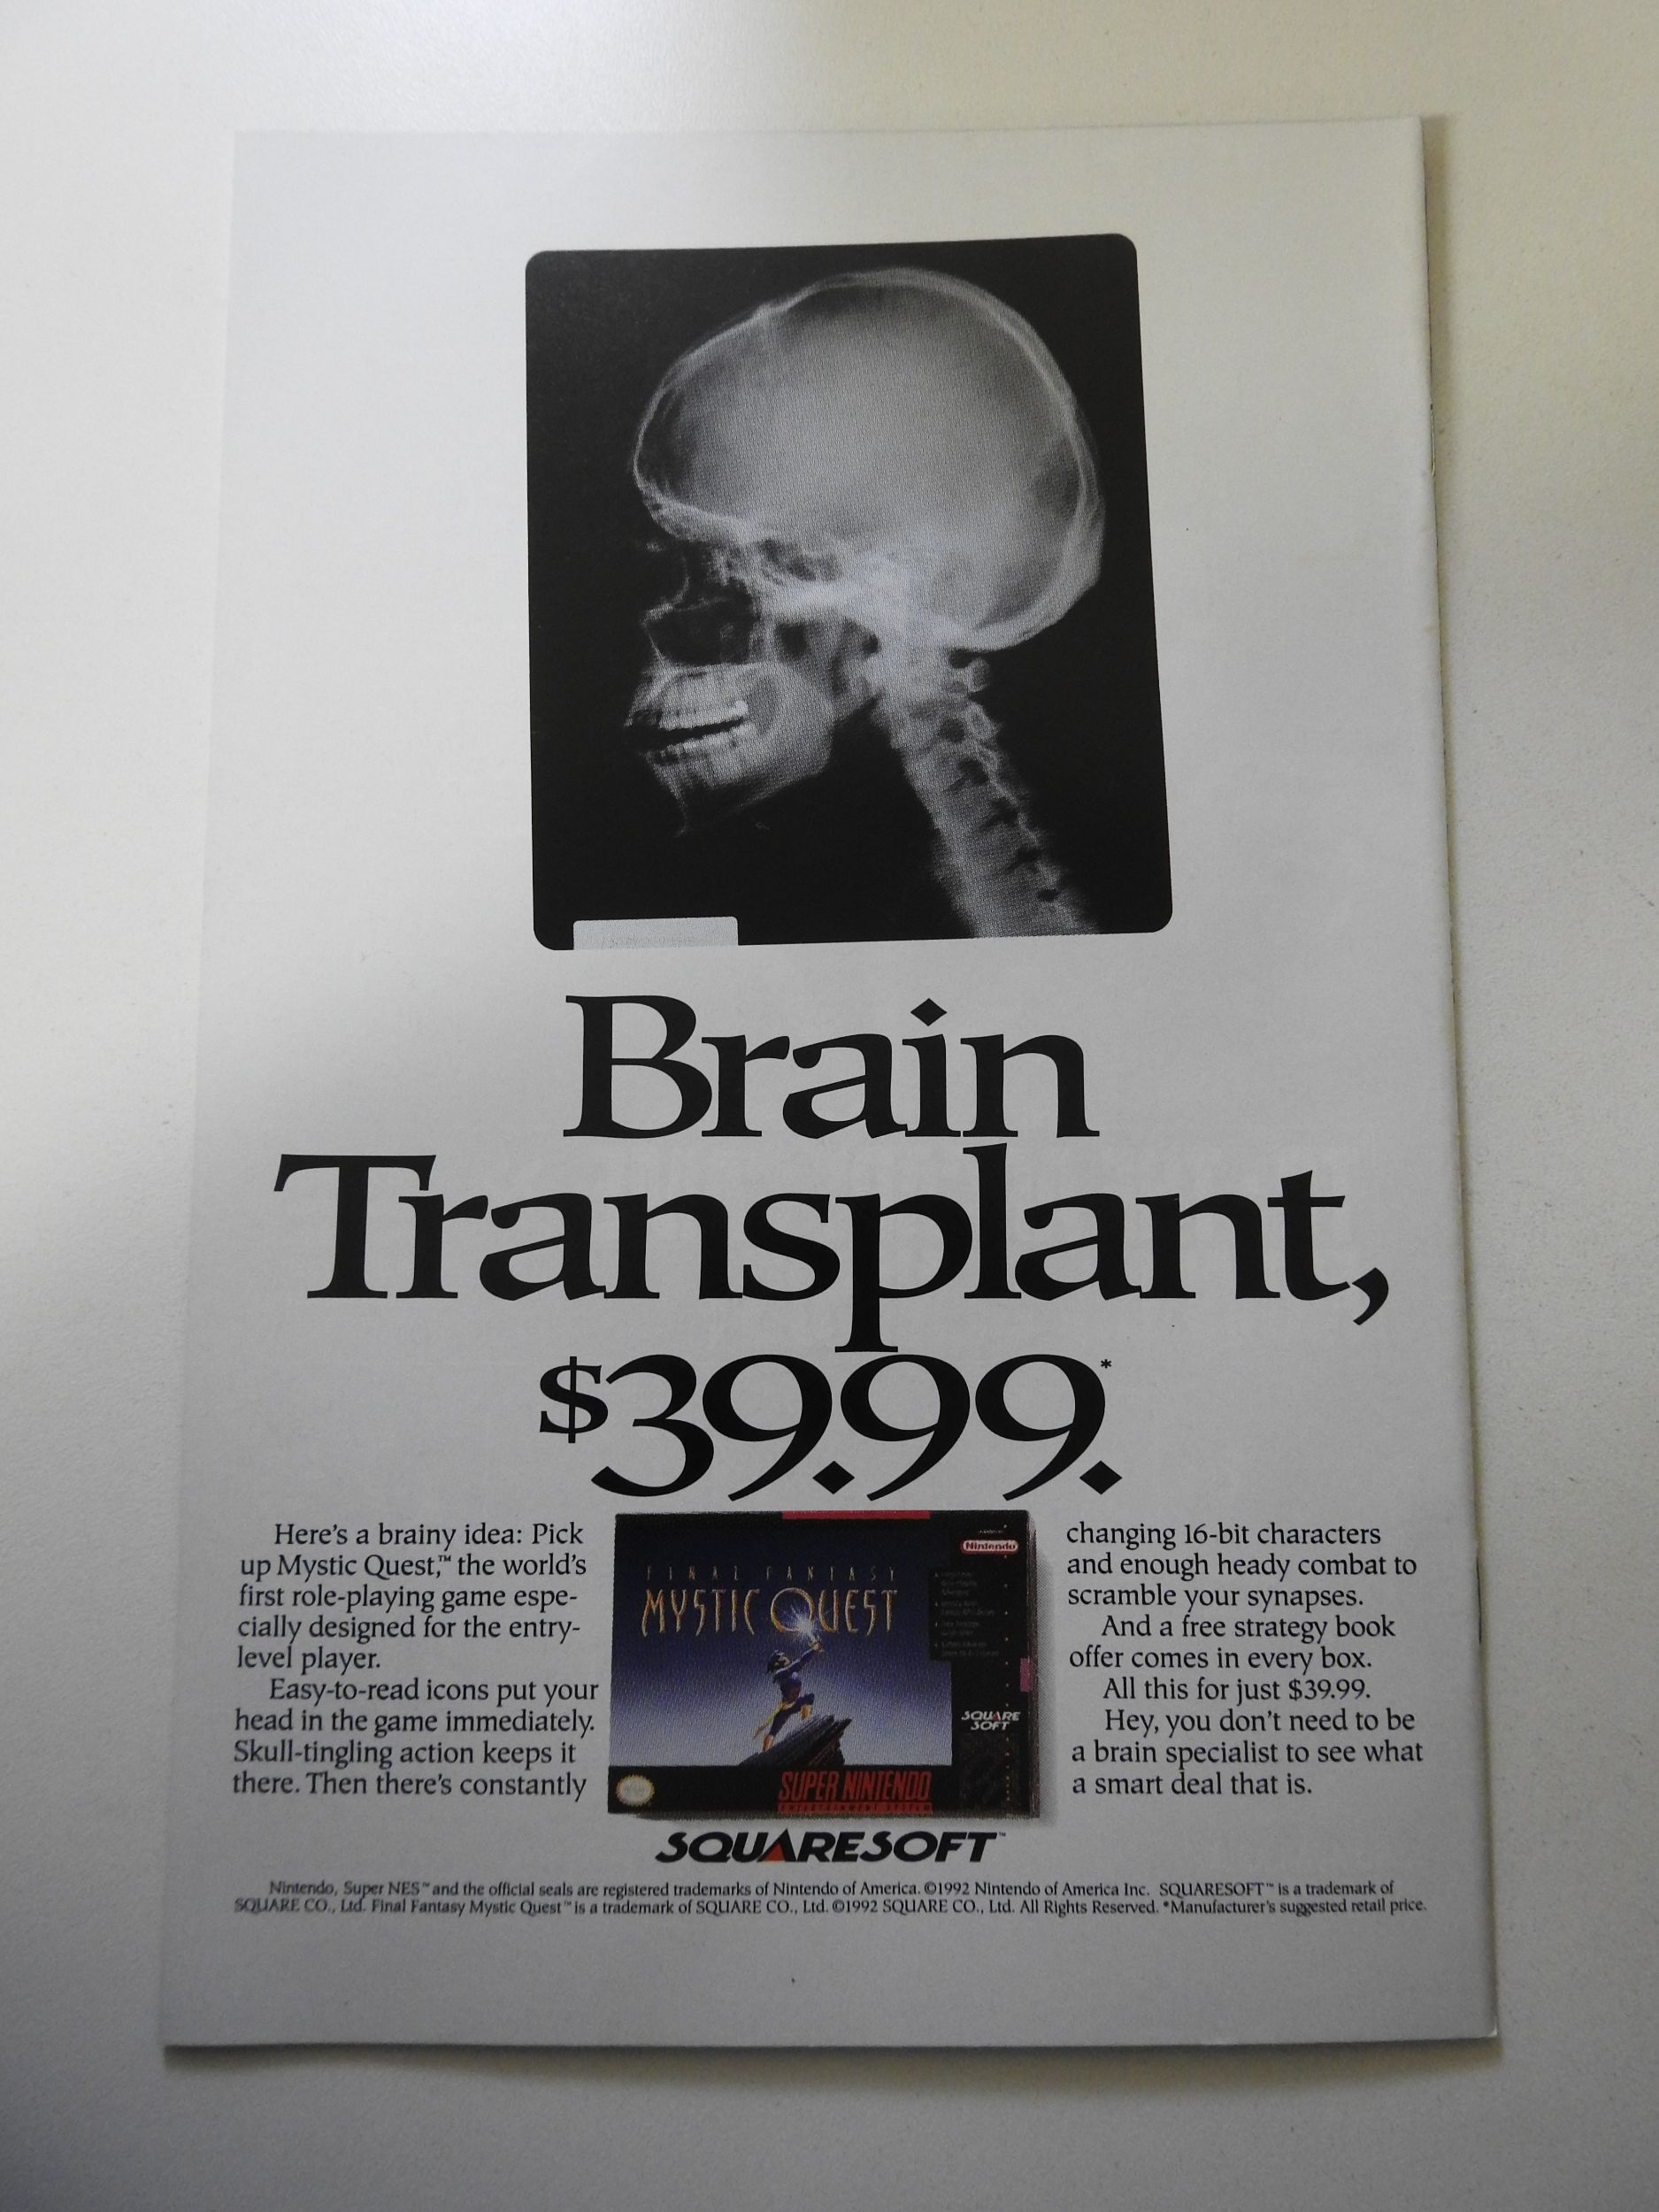 Brain
Transplant,
$39.99.*
Here's a brainy idea: Pick
up Mystic Quest,™ the world's
first role-playing game espe-
cially designed for the entry-
level player.
Easy-to-read icons put your
head in the game immediately.
Skull-tingling action keeps it
there. Then there's constantly
FINAL FANTASY
MYSTIC QUEST
Nintendo
SQUARE
SOFT
SUPER NINTENDO
ENTERTAINMENT SYSTEM
changing 16-bit characters
and enough heady combat to
scramble your synapses.
And a free strategy book
offer comes in every box.
All this for just $39.99.
Hey, you don't need to be
a brain specialist to see what
a smart deal that is.
SQUARESOFT™
Nintendo, Super NES™ and the official seals are registered trademarks of Nintendo of America. ©1992 Nintendo of America Inc. SQUARESOFT™ is a trademark of
SQUARE CO., Ltd. Final Fantasy Mystic Quest™ is a trademark of SQUARE CO., Ltd. ©1992 SQUARE CO., Ltd. All Rights Reserved. *Manufacturer's suggested retail price.